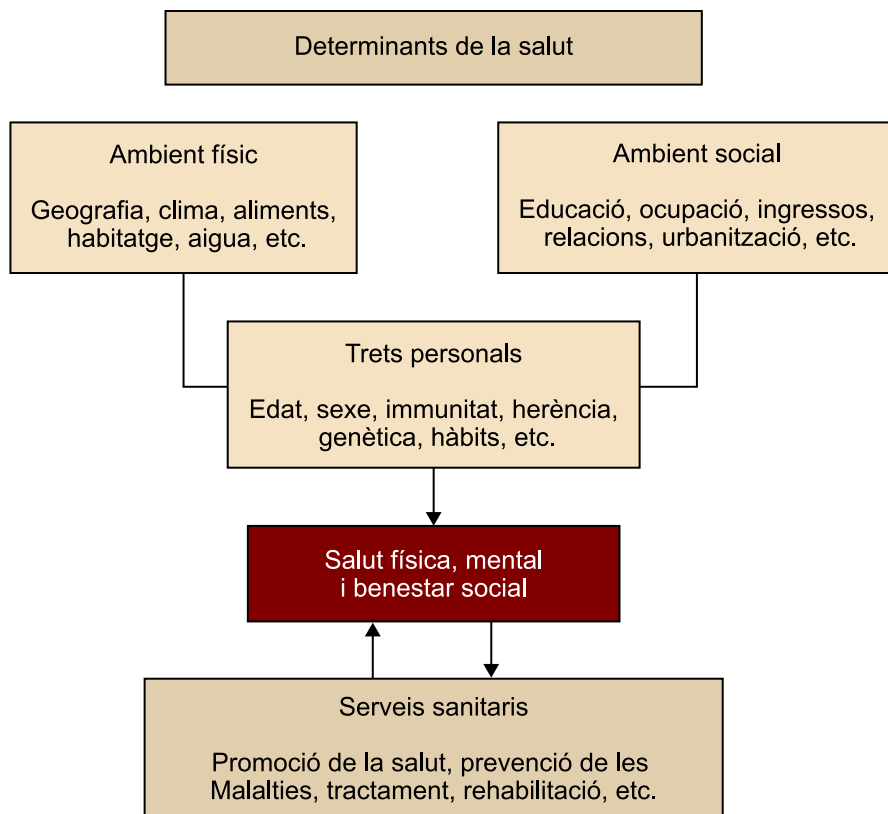 Determinants de la salut
Ambient físic
Geografia, clima, aliments,
habitatge, aigua, etc.
Ambient social
Educació, ocupació, ingressos,
relacions, urbanització, etc.
Trets personals
Edat, sexe, immunitat, herència,
genètica, hàbits, etc.
Salut física, mental
i benestar social
Serveis sanitaris
Promoció de la salut, prevenció de les
Malalties, tractament, rehabilitació, etc.